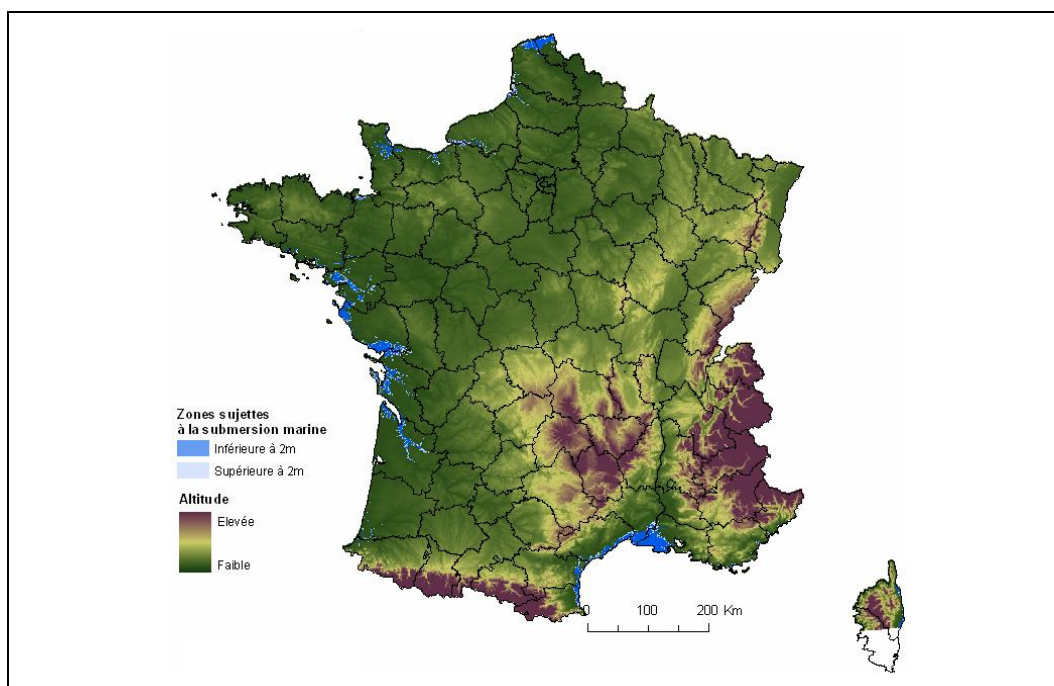 Zones sujettes
à la submersion marine
Inférieure à 2m
Supérieure à 2m
Altitude
Elevée
Faible
0 100 200 Km